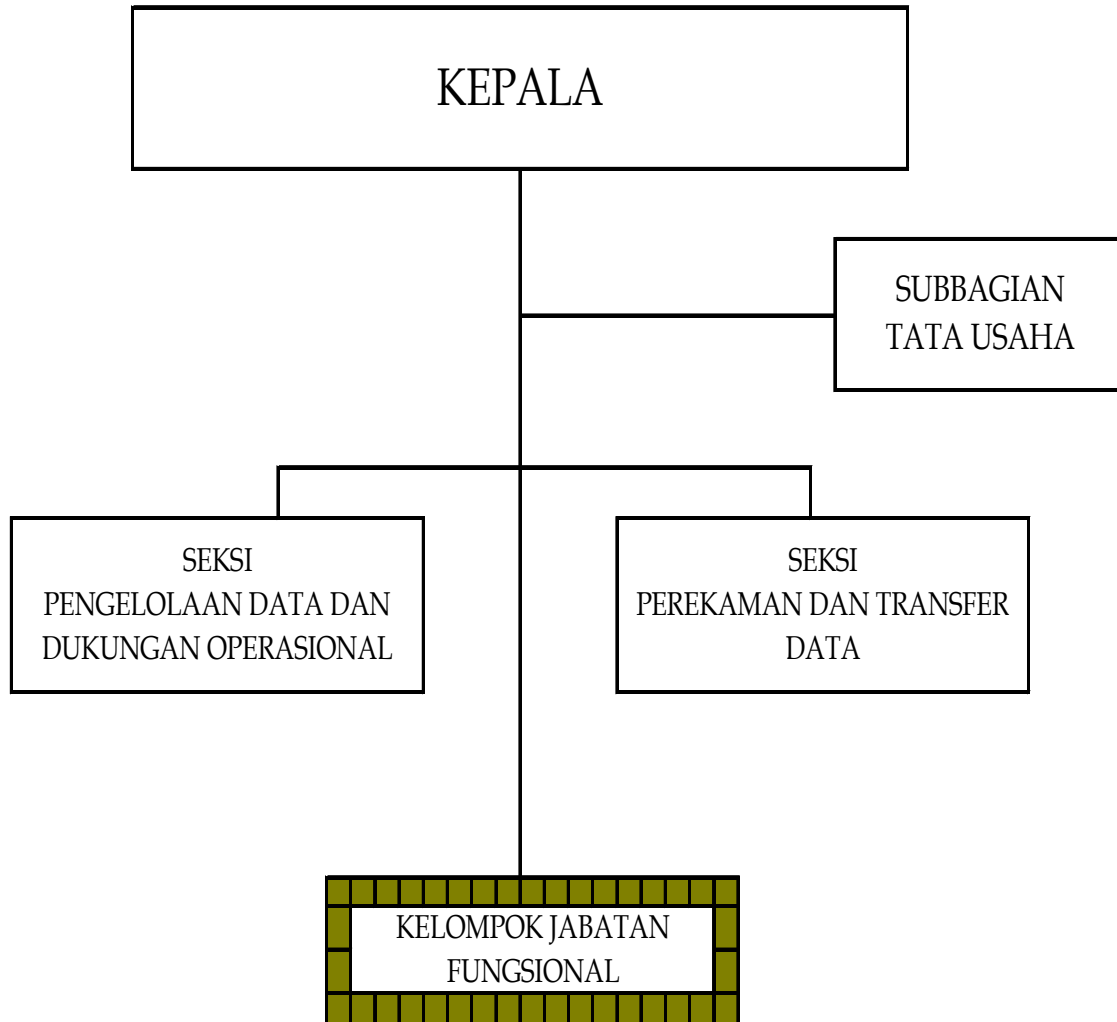 KEPALA
SUBBAGIAN
TATA USAHA
SEKSI
PENGELOLAAN DATA DAN
DUKUNGAN OPERASIONAL
SEKSI
PEREKAMAN DAN TRANSFER
DATA
KELOMPOK JABATAN
FUNGSIONAL